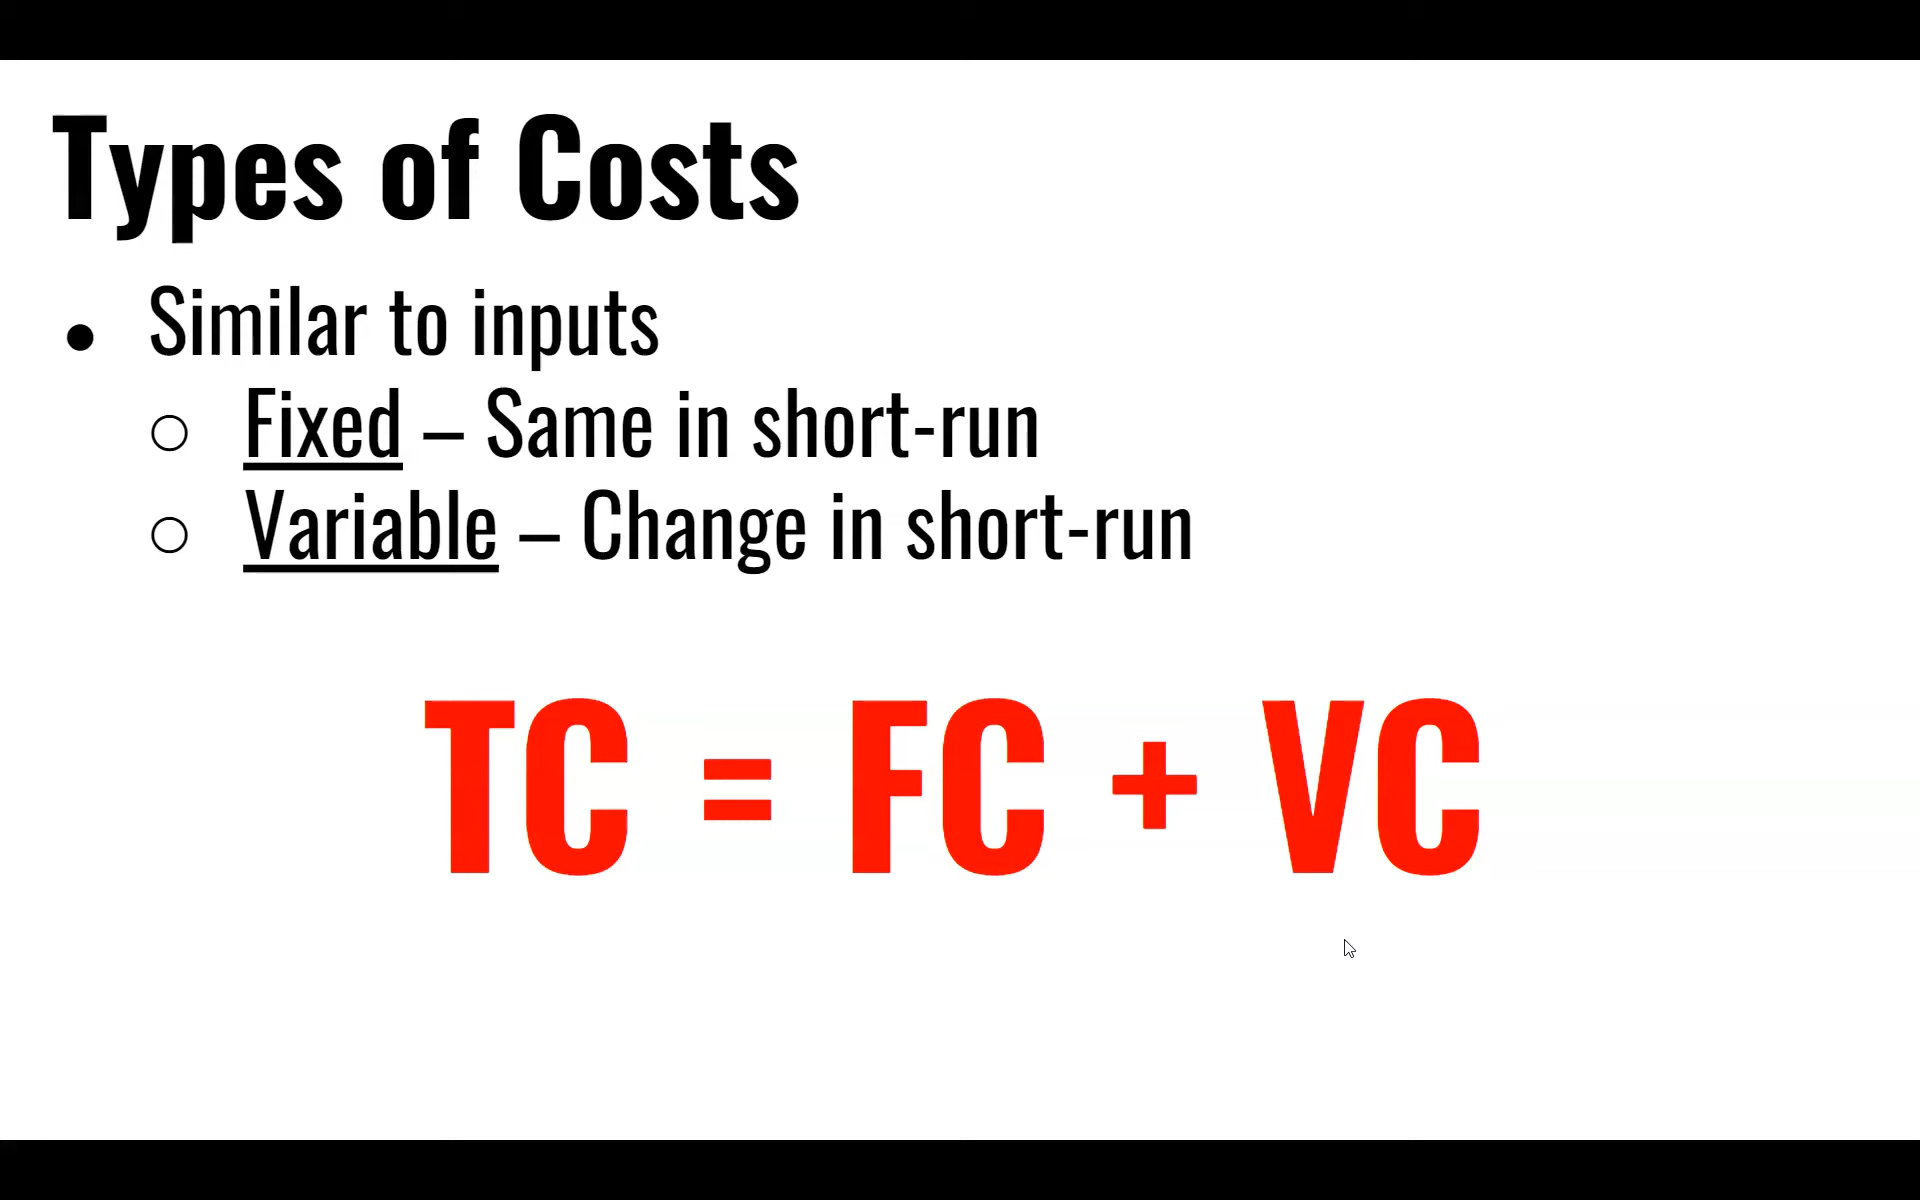 Types of Costs
● Similar to inputs
○ Fixed – Same in short-run
○ Variable – Change in short-run
TC = FC + VC